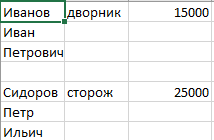 Иванов дворник 15000
Иван
Петрович
Сидоров сторож 25000
Петр
Ильич